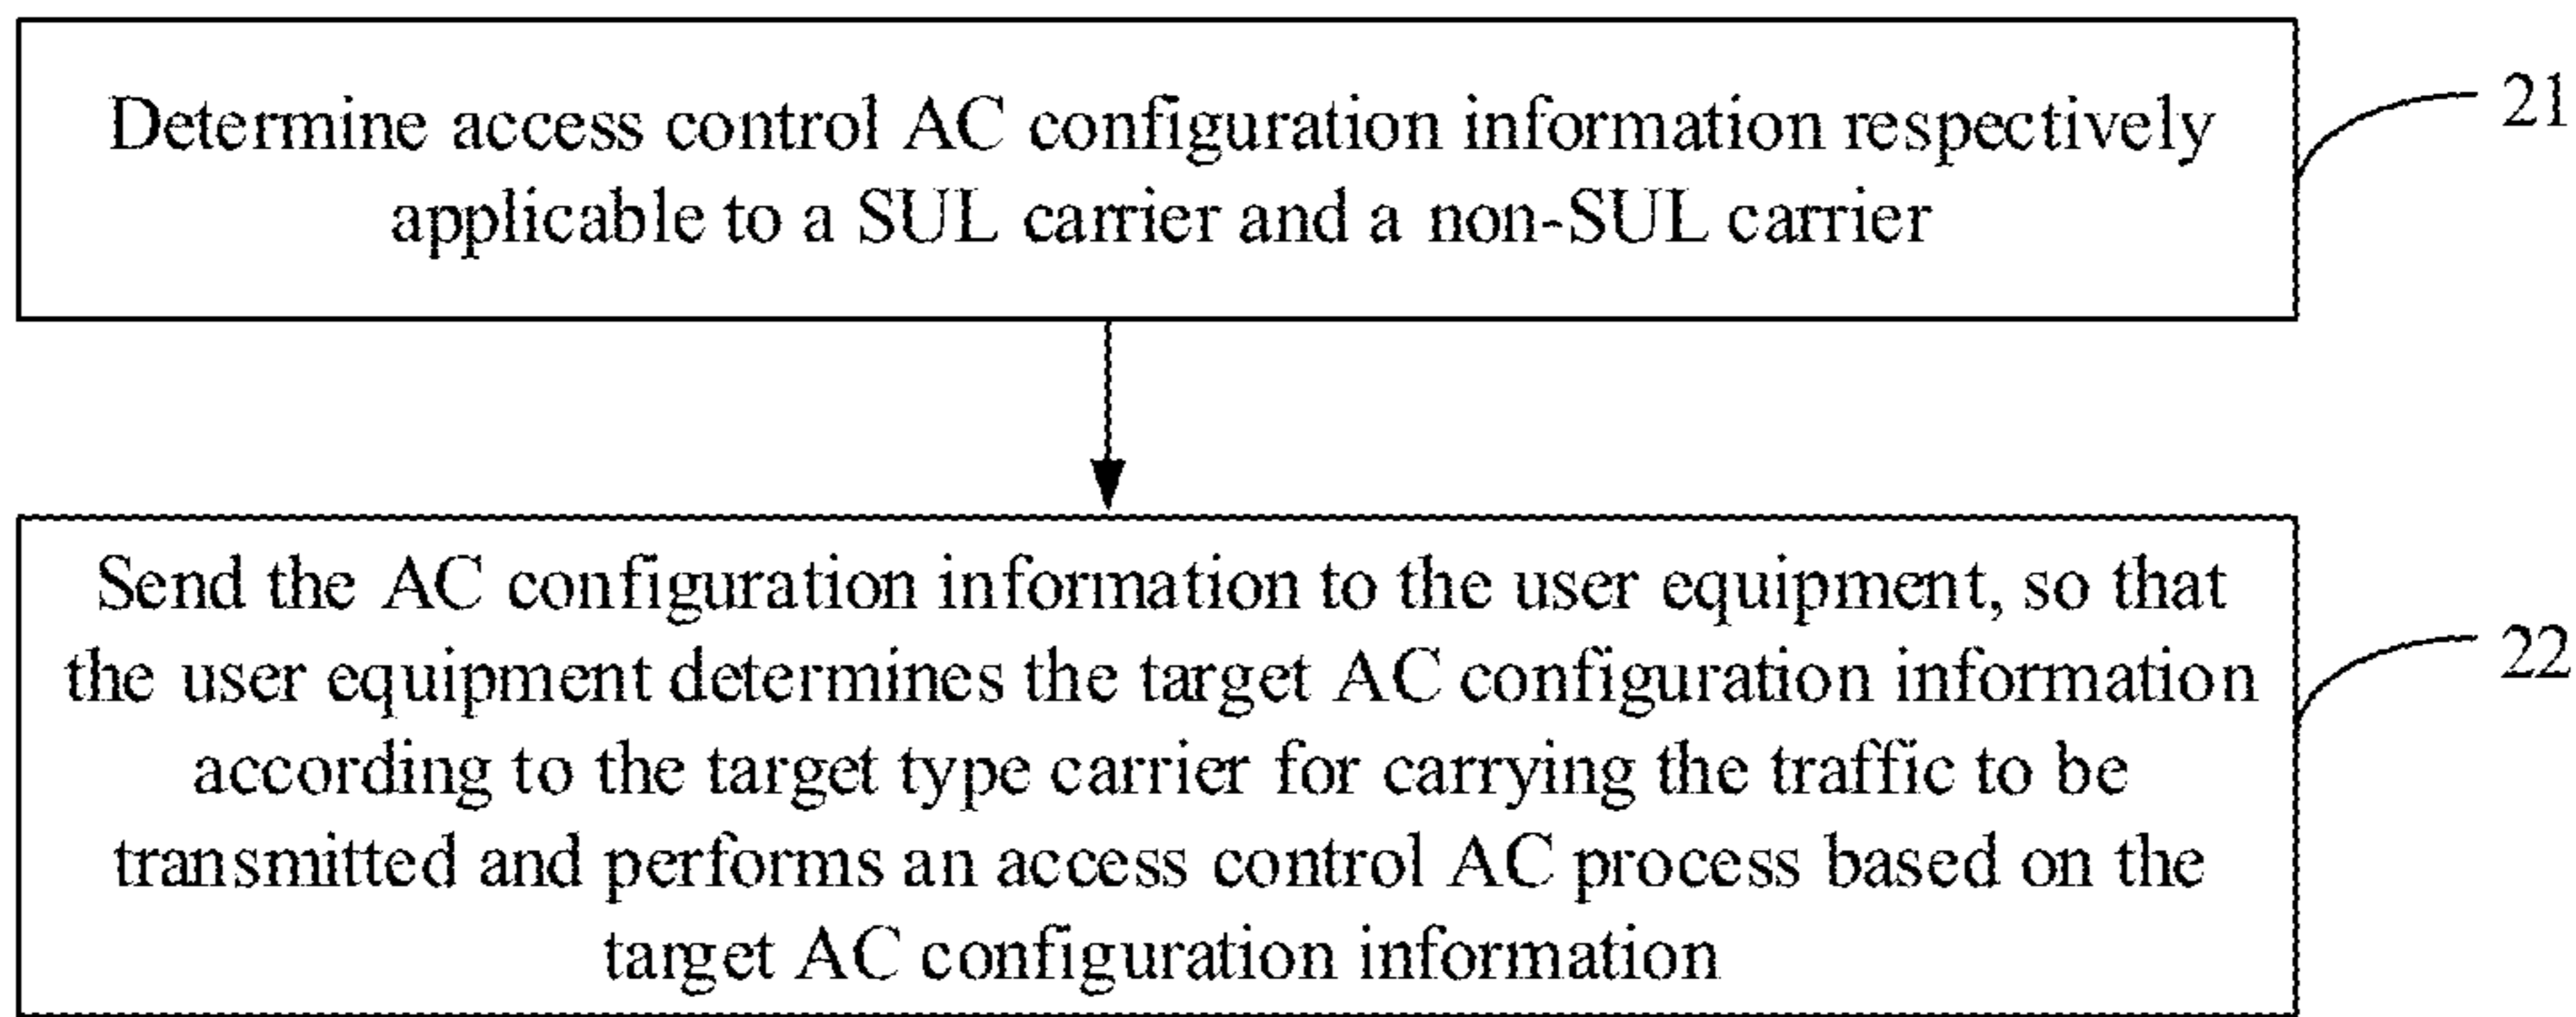 Determine access control AC configuration information respectively
applicable to a SUL carrier and a non-SUL carrier
21
Send the AC configuration information to the user equipment, so that
the user equipment determines the target AC configuration information
according to the target type carrier for carrying the traffic to be
transmitted and performs an access control AC process based on the
target AC configuration information
22